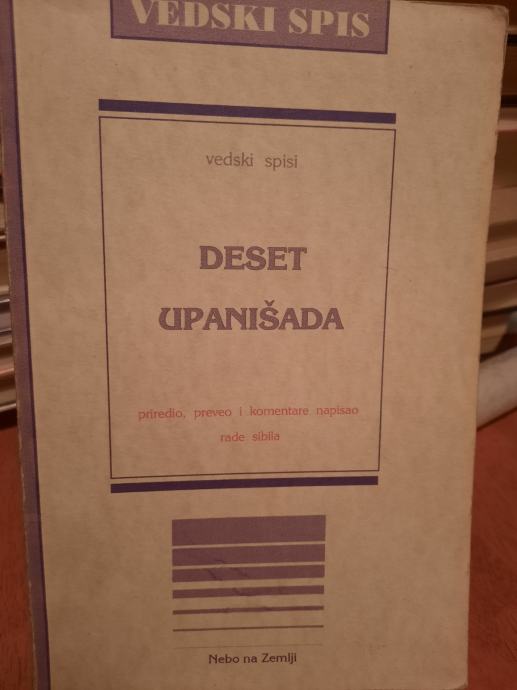 VEDSKI SPIS
vedski spisi
DESET
UPANIŠADA
priredio, preveo i komentare napisao
rade sibila
Nebo na Zemlji